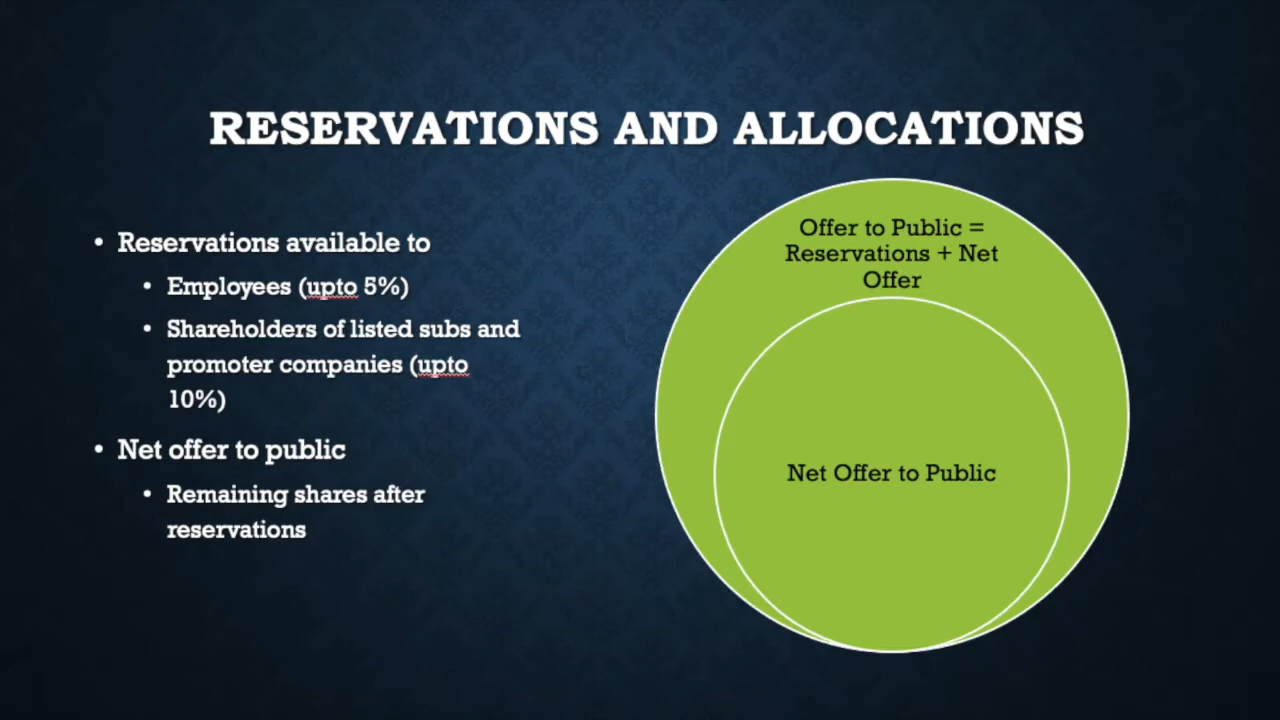 RESERVATIONS AND ALLOCATIONS
• Reservations available to
• Employees (upto 5%)
• Shareholders of listed subs and
promoter companies (upto
10%)
• Net offer to public
• Remaining shares after
reservations
Offer to Public =
Reservations + Net
Offer
Net Offer to Public